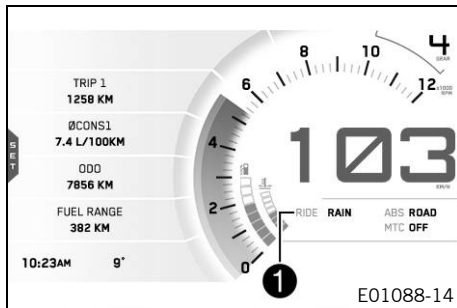 4
GEAR
8
10
6
12
x1000
RPM
TRIP 1
1258 KM
ØCONS1
7.4 L/100KM
4
103
KM/H
SET
ODO
7856 KM
2
RIDE RAIN
ABS ROAD
MTC OFF
FUEL RANGE
382 KM
10:23AM 9°
0
1
E01088-14